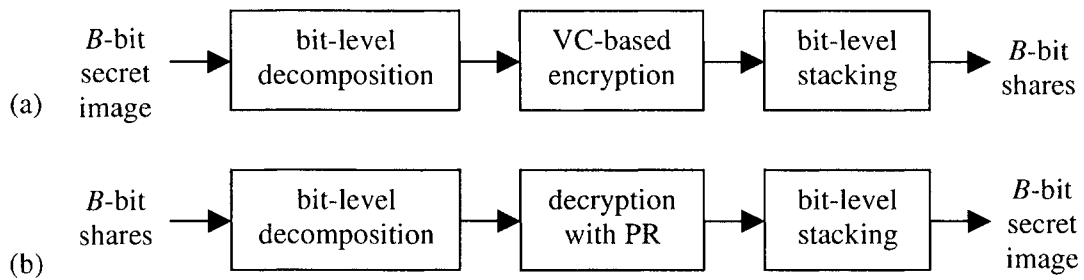 B-bit secret image
bit-level decomposition
VC-based encryption
bit-level stacking
B-bit shares
(a)
B-bit shares
bit-level decomposition
decryption with PR
bit-level stacking
B-bit secret image
(b)